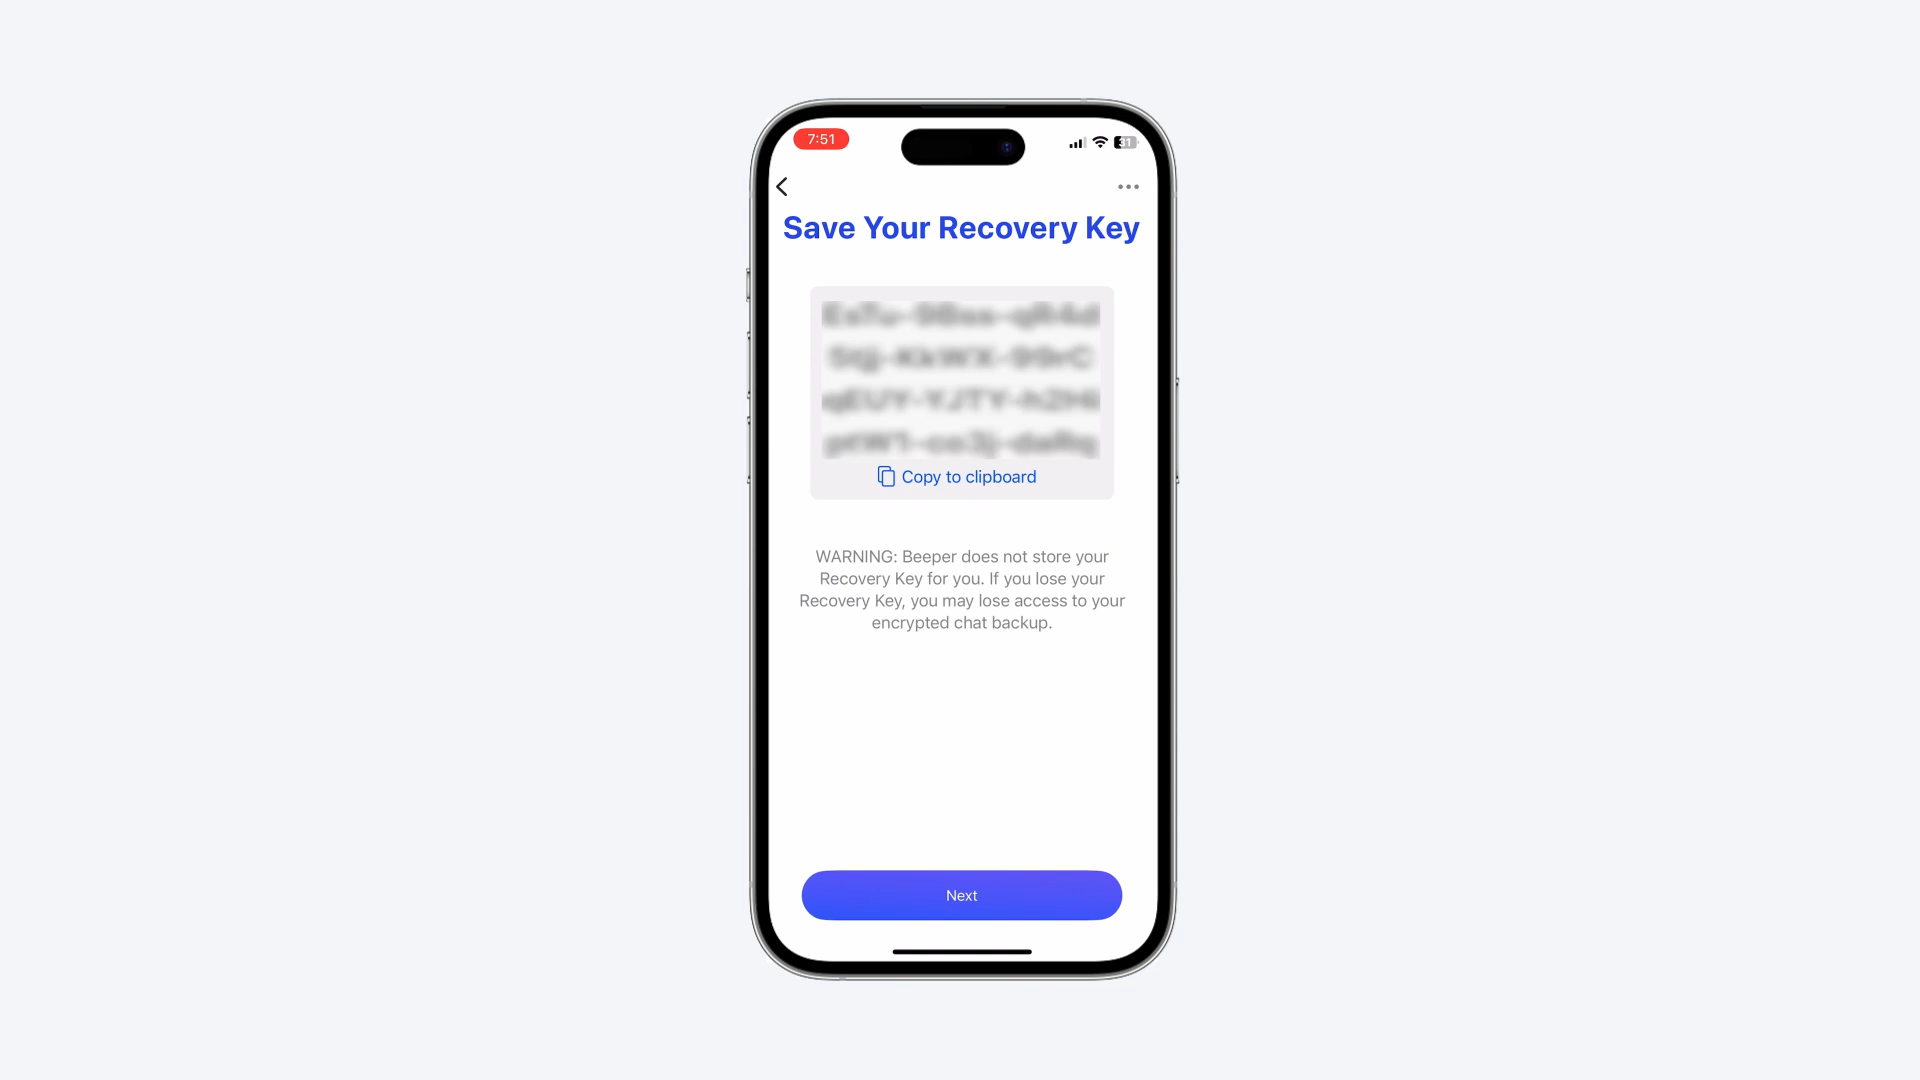 7:51
31
Save Your Recovery Key
Copy to clipboard
WARNING: Beeper does not store your
Recovery Key for you. If you lose your
Recovery Key, you may lose access to your
encrypted chat backup.
Next